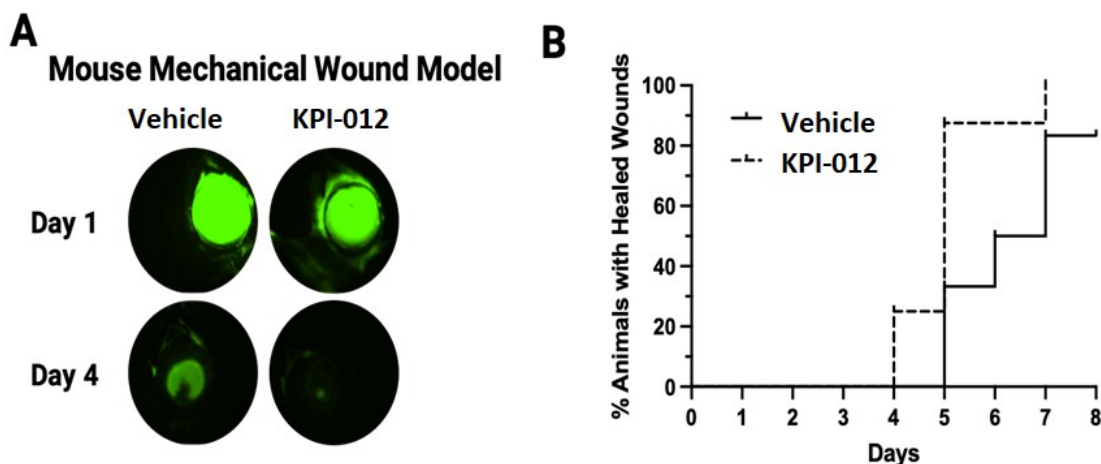 A
Mouse Mechanical Wound Model
Vehicle KPI-012
Day 1
Day 4
B
% Animals with Healed Wounds
100
80
60
40
20
0
Vehicle
KPI-012
0 1 2 3 4 5 6 7 8
Days